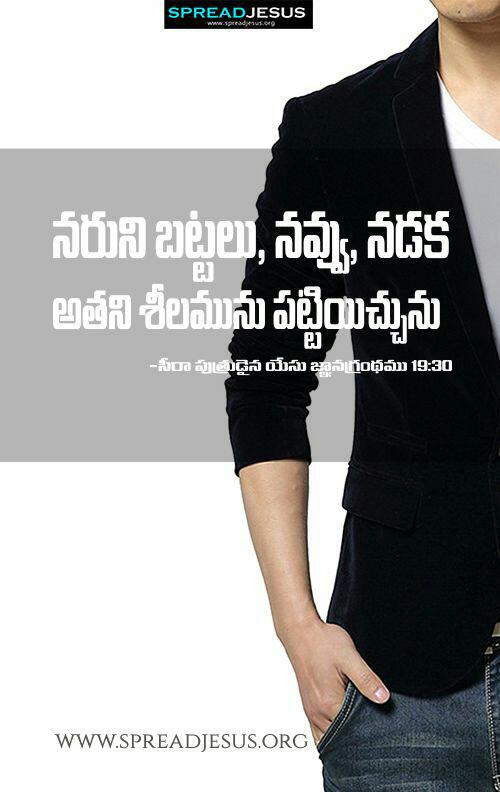 SPREADJESUS
www.spreadjesus.org
నరుని బట్టలు, నవ్వు, నడక
అతని శీలమును పట్టియిచ్చును
-సీరా పుత్రుడైన యేసు జ్ఞానగ్రంథము 19:30
WWW.SPREADJESUS.ORG